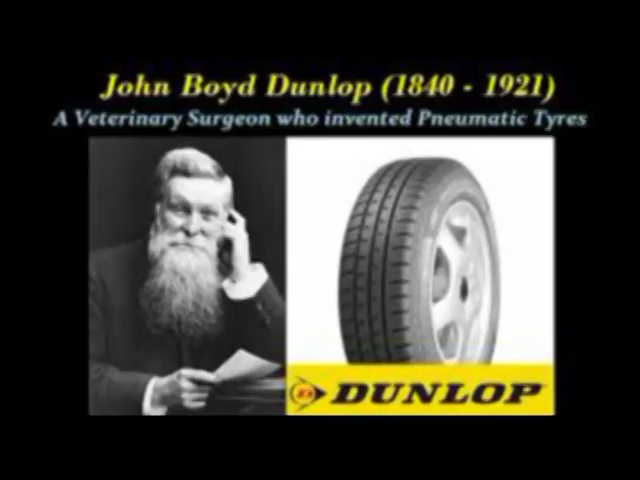 John Boyd Dunlop (1840 - 1921)
A Veterinary Surgeon who invented Pneumatic Tyres
D DUNLOP